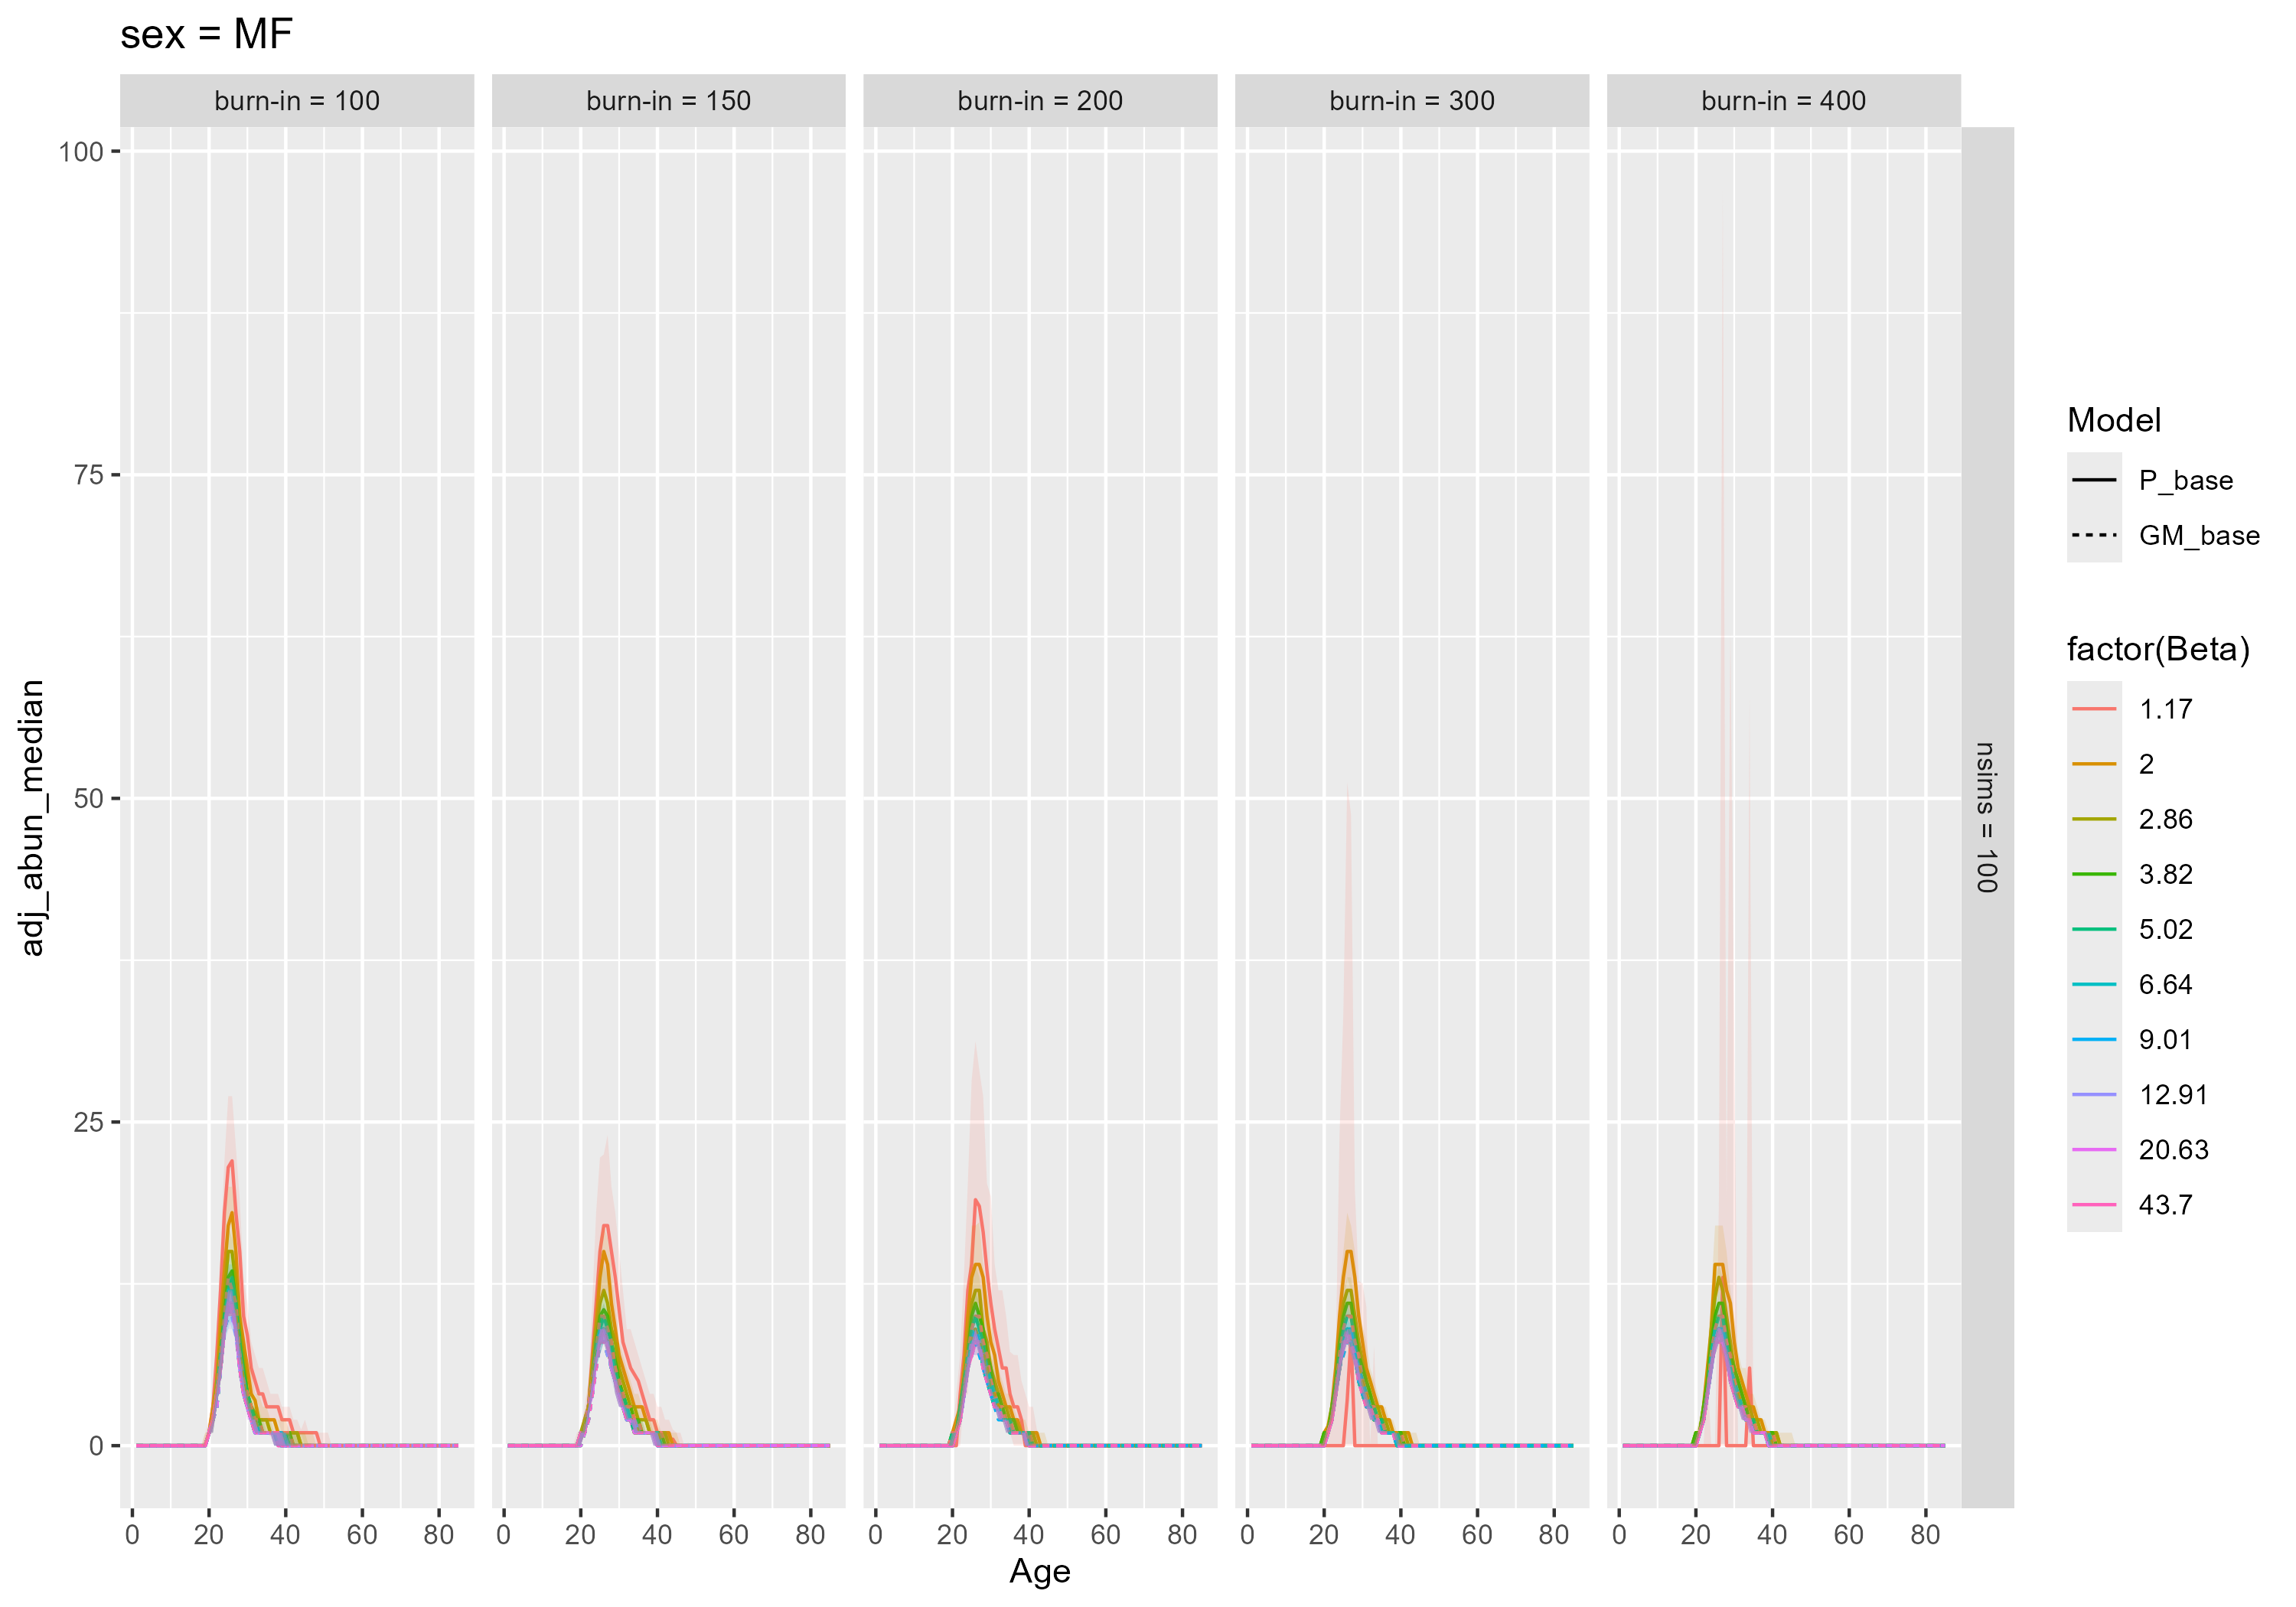 sex = MF
burn-in = 100
burn-in = 150
burn-in = 200
burn-in = 300
burn-in = 400
nsims = 100
adj_abun_median
100
75
50
25
0
0 20 40 60 80
0 20 40 60 80
0 20 40 60 80
0 20 40 60 80
0 20 40 60 80
Age
Model
P_base
GM_base
factor(Beta)
1.17
2
2.86
3.82
5.02
6.64
9.01
12.91
20.63
43.7